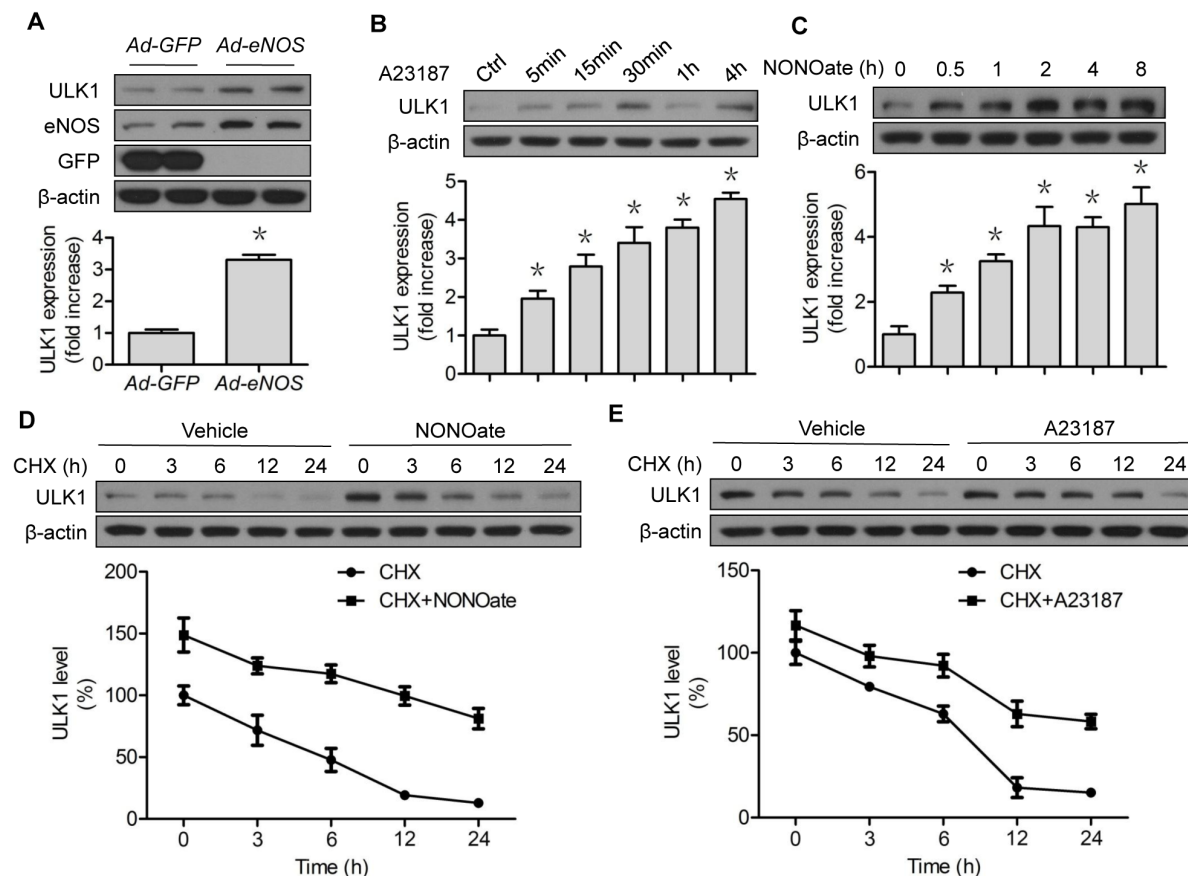 A
Ad-GFP Ad-eNOS
ULK1
eNOS
GFP
β-actin
ULK1 expression
(fold increase)
4
3
2
1
0
*
Ad-GFP Ad-eNOS
B
A23187 Ctrl 5min 15min 30min 1h 4h
ULK1
β-actin
ULK1 expression
(fold increase)
5
4
3
2
1
0
* * * * *
C
NONOate (h) 0 0.5 1 2 4 8
ULK1
β-actin
ULK1 expression
(fold increase)
6
4
2
0
* * * * *
D
Vehicle NONOate
CHX (h) 0 3 6 12 24 0 3 6 12 24
ULK1
β-actin
CHX
CHX+NONOate
ULK1 level
(%)
200
150
100
50
0
0 3 6 12 24
Time (h)
E
Vehicle A23187
CHX (h) 0 3 6 12 24 0 3 6 12 24
ULK1
β-actin
CHX
CHX+A23187
ULK1 level
(%)
150
100
50
0
0 3 6 12 24
Time (h)